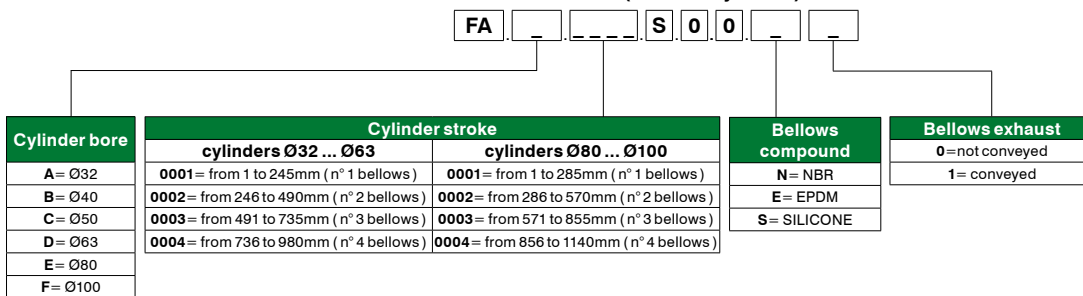 FA . _ . _ _ _ _ . S . 0 . 0 . _ _
Cylinder bore
A= Ø32
B= Ø40
C= Ø50
D= Ø63
E= Ø80
F= Ø100
Cylinder stroke
cylinders Ø32 ... Ø63
cylinders Ø80 ... Ø100
0001= from 1 to 245mm ( n° 1 bellows )
0001= from 1 to 285mm ( n° 1 bellows )
0002= from 246 to 490mm ( n° 2 bellows )
0002= from 286 to 570mm ( n° 2 bellows )
0003= from 491 to 735mm ( n° 3 bellows )
0003= from 571 to 855mm ( n° 3 bellows )
0004= from 736 to 980mm ( n° 4 bellows )
0004= from 856 to 1140mm ( n° 4 bellows )
Bellows
compound
N= NBR
E= EPDM
S= SILICONE
Bellows exhaust
0=not conveyed
1= conveyed